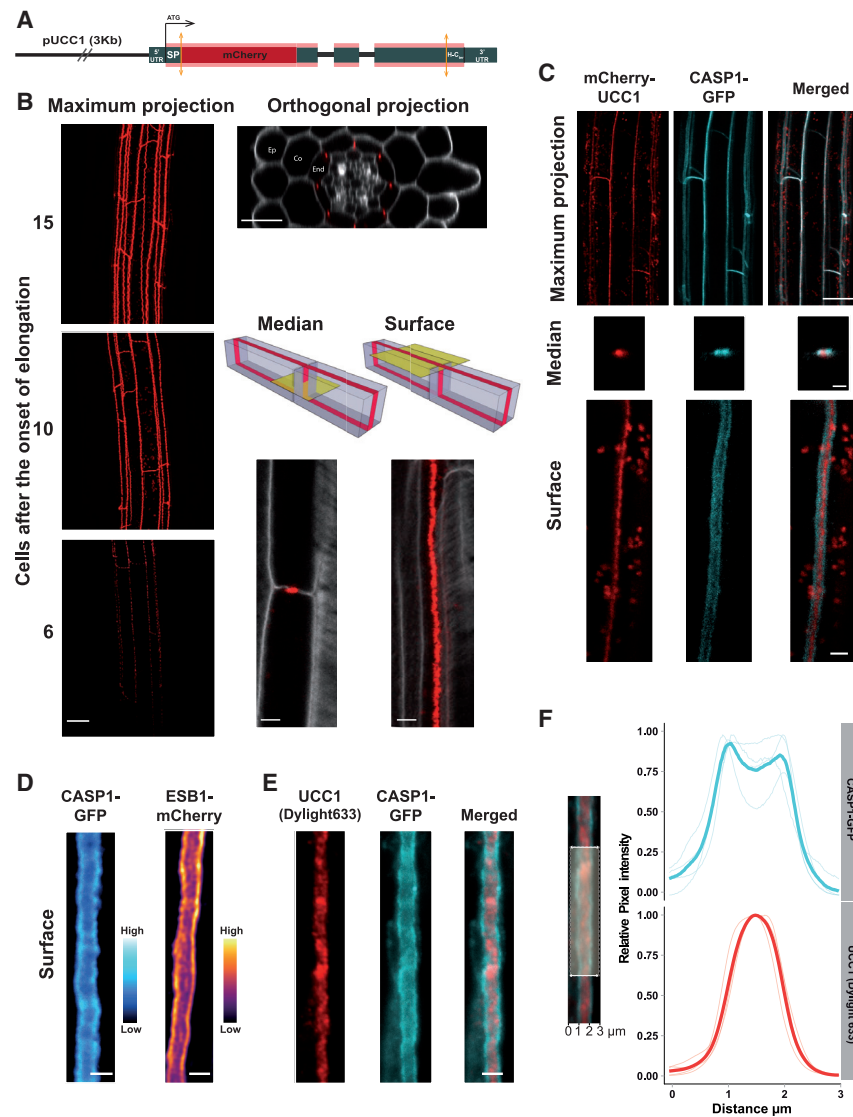 A
pUCC1 (3Kb)
ATG
5'
UTR
SP
mCherry
3'
UTR
B
Maximum projection
Orthogonal projection
Ep
Co
End
Cells after the onset of elongation
15
10
6
Median
Surface
C
mCherry-
UCC1
CASP1-
GFP
Merged
Maximum projection
Median
Surface
D
CASP1-
GFP
ESB1-
mCherry
Surface
High
Low
High
Low
E
UCC1
(Dylight633)
CASP1-
GFP
Merged
F
0 1 2 3 μm
Relative Pixel intensity
1.00
0.75
0.50
0.25
0.00
CASP1-GFP
1.00
0.75
0.50
0.25
0.00
UCC1 (Dylight 633)
0
1
2
3
Distance μm